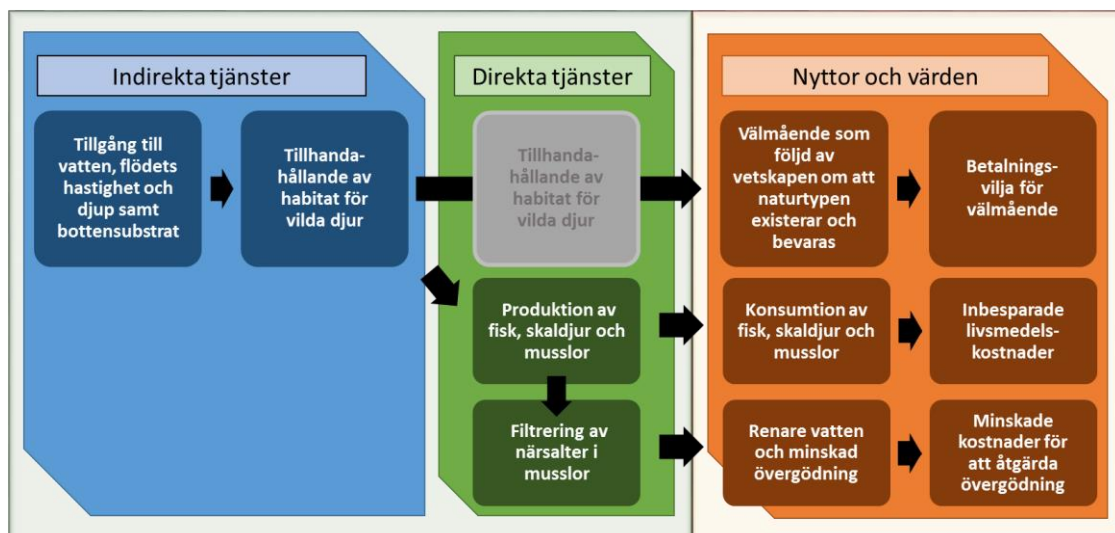 Indirekta tjänster
Direkta tjänster
Nyttor och värden
Tillgång till
vatten, flödets
hastighet och
djup samt
bottensubstrat
Tillhanda-
hållande av
habitat för
vilda djur
Tillhanda-
hållande av
habitat för
vilda djur
Välmående som
följd av
vetskapen om att
naturtypen
existerar och
bevaras
Betalnings-
vilja för
välmående
Produktion av
fisk, skaldjur och
musslor
Konsumtion av
fisk, skaldjur och
musslor
Inbesparade
livsmedels-
kostnader
Filtrering av
närsalter i
musslor
Renare vatten
och minskad
övergödning
Minskade
kostnader för
att åtgärda
övergödning